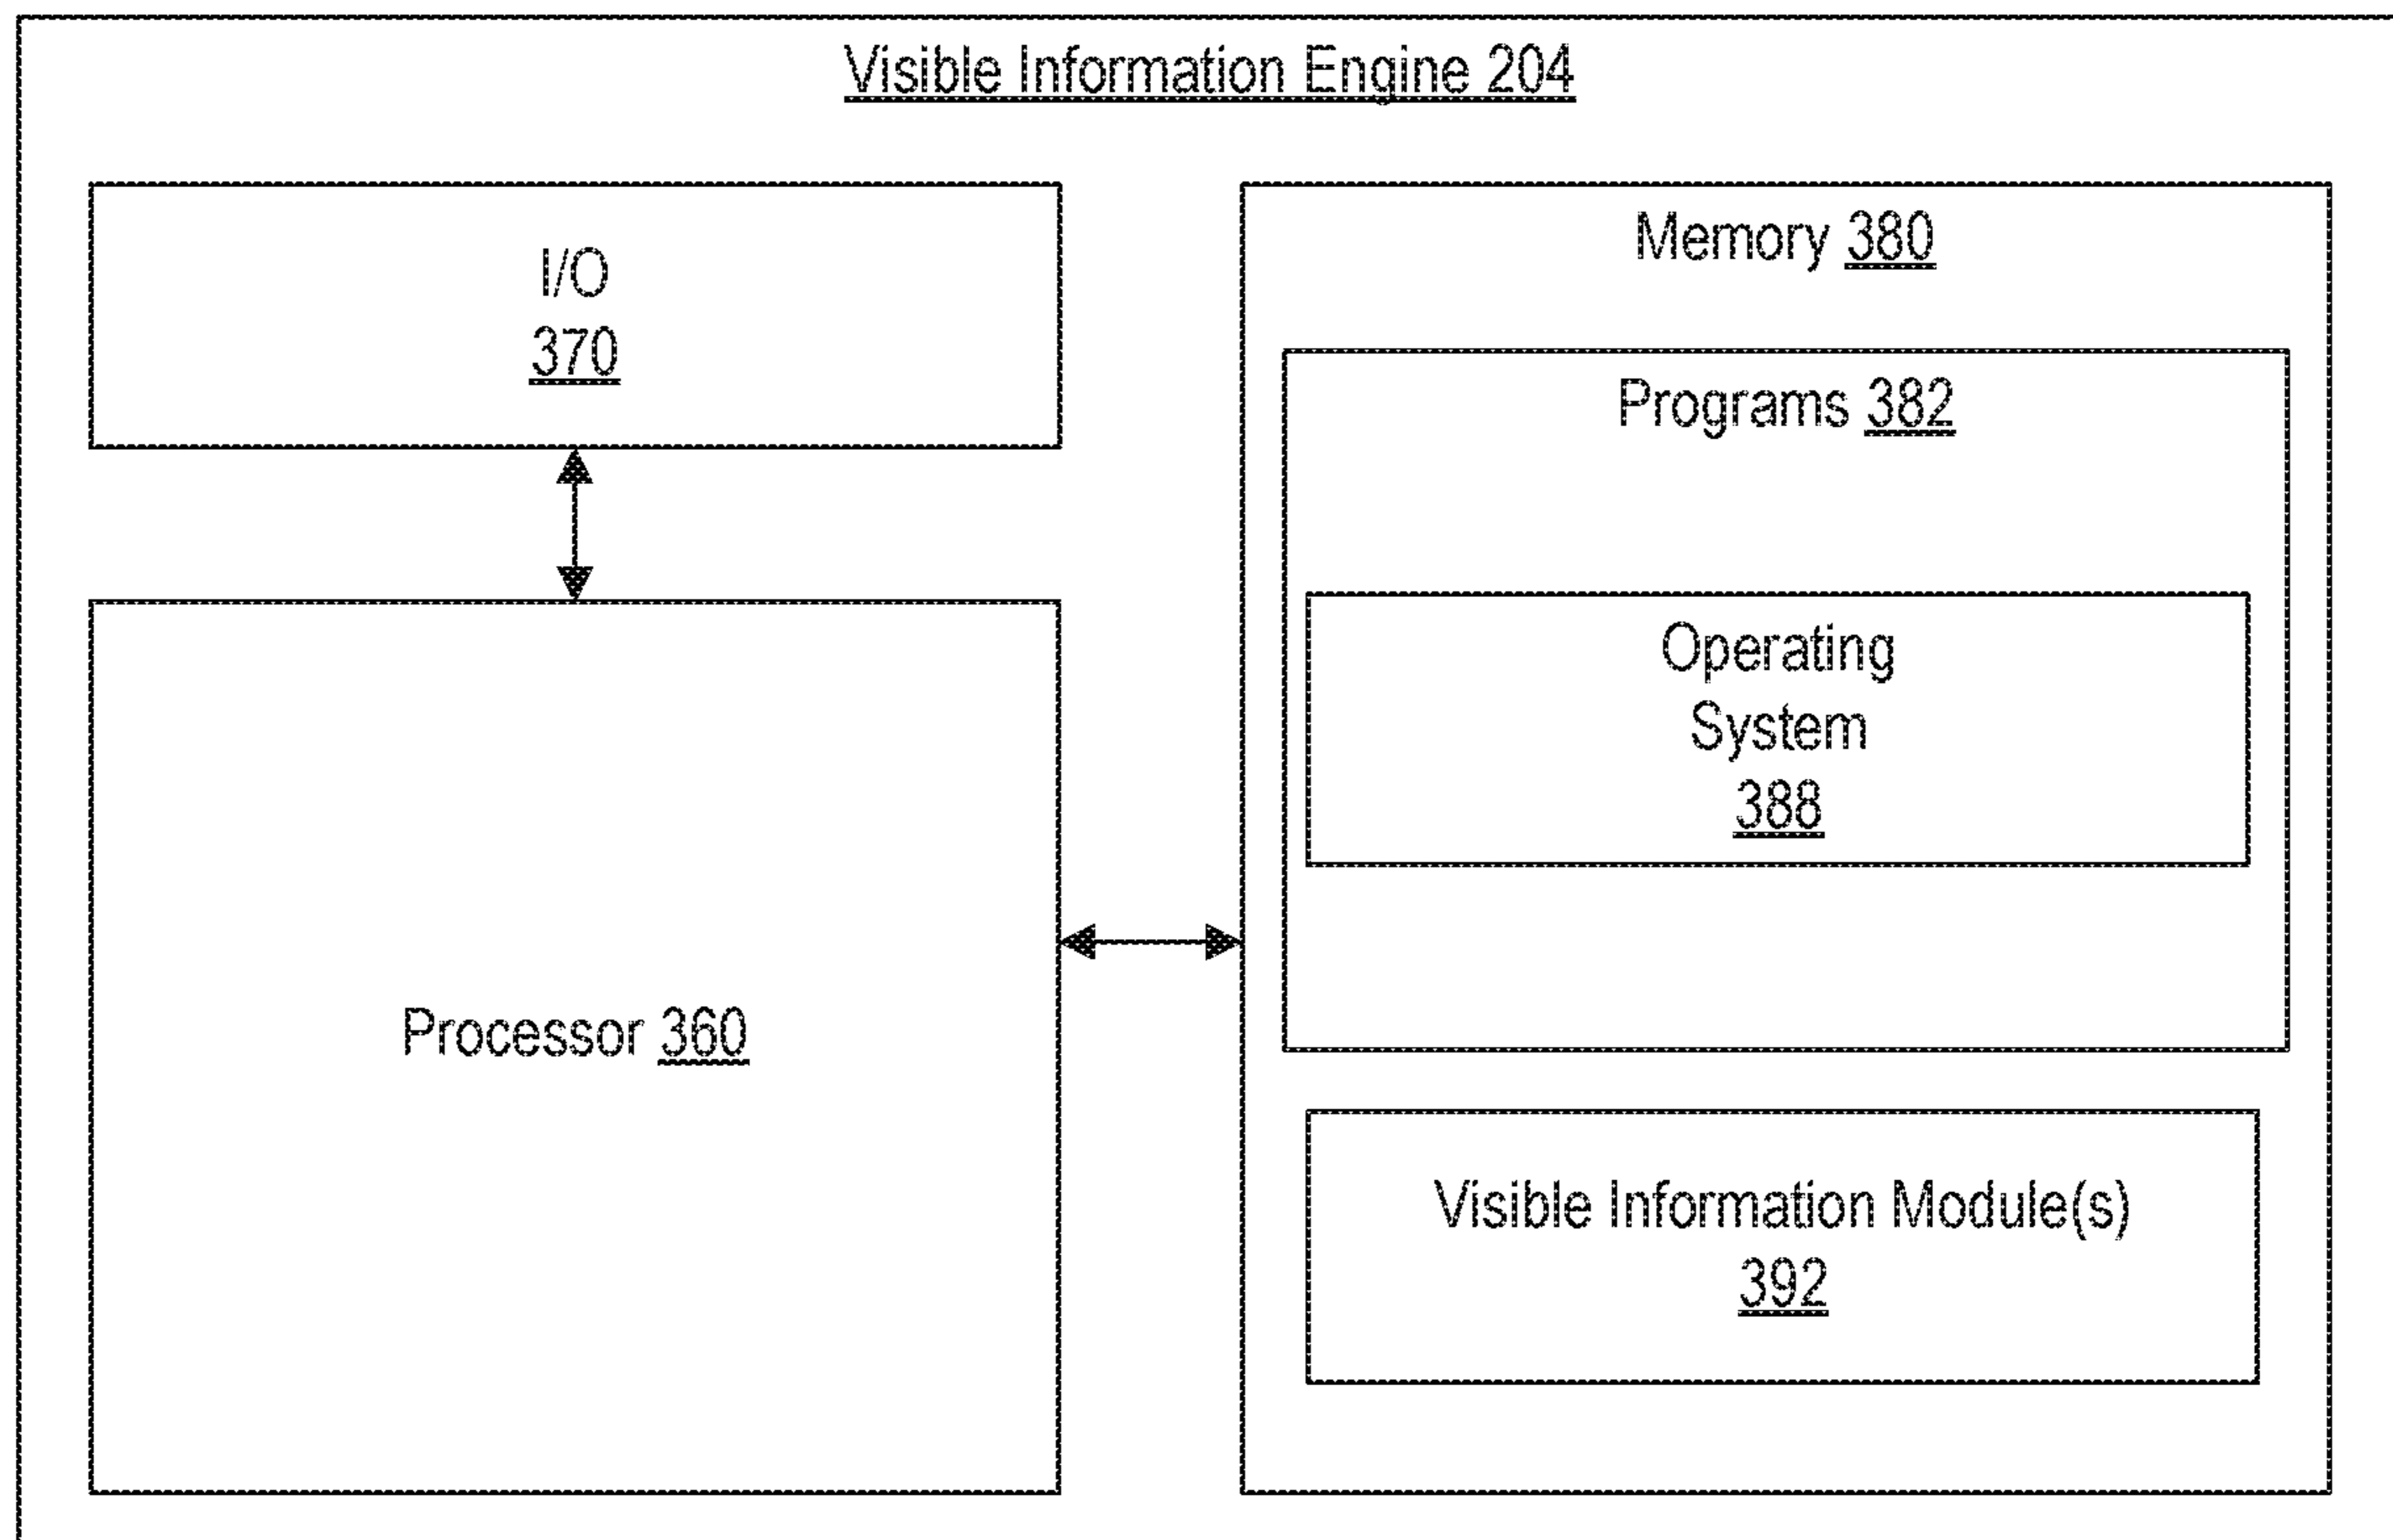 Visible Information Engine 204
I/O
370
Processor 360
Memory 380
Programs 382
Operating
System
388
Visible Information Module(s)
392